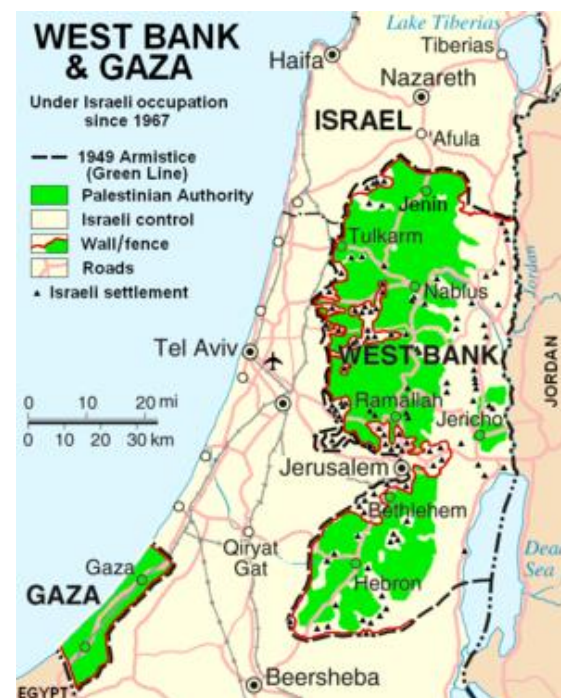 WEST BANK
& GAZA
Under Israeli occupation
since 1967
1949 Armistice
(Green Line)
Palestinian Authority
Israeli control
Wall/fence
Roads
Israeli settlement
Lake Tiberias
Tiberias
Haifa
Nazareth
ISRAEL
'Afula
Jenin
Tulkarm
Nablus
Jordan
Tel Aviv
WEST BANK
JORDAN
0 10 20 mi
0 10 20 30 km
Ramallah
Jericho
Jerusalem
Bethlehem
Qiryat
Gat
Dead
Sea
Gaza
Hebron
GAZA
Beersheba
EGYPT